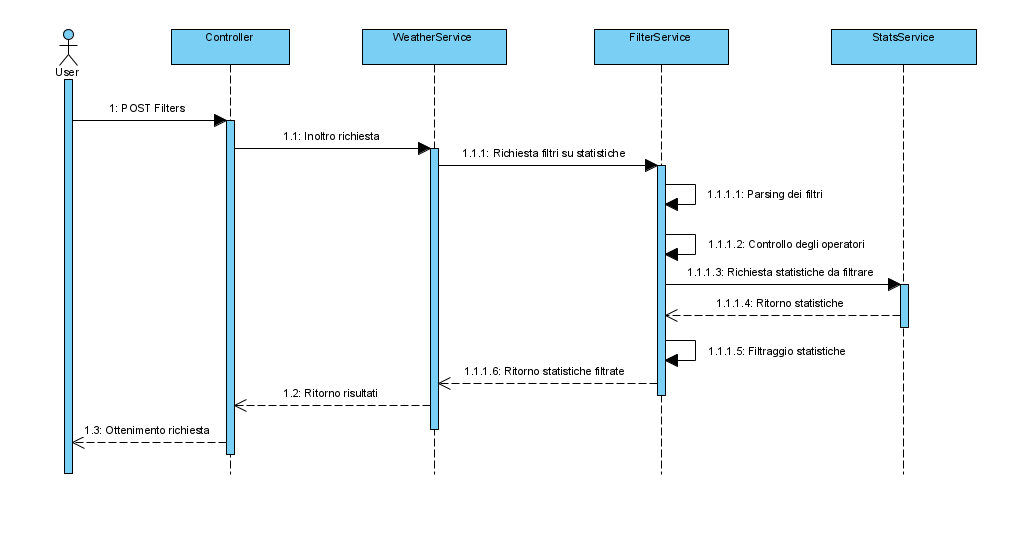 Controller
WeatherService
FilterService
StatsService
User
1: POST Filters
1.1: Inoltro richiesta
1.1.1: Richiesta filtri su statistiche
1.1.1.1: Parsing dei filtri
1.1.1.2: Controllo degli operatori
1.1.1.3: Richiesta statistiche da filtrare
1.1.1.4: Ritorno statistiche
1.1.1.5: Filtraggio statistiche
1.1.1.6: Ritorno statistiche filtrate
1.2: Ritorno risultati
1.3: Ottenimento richiesta